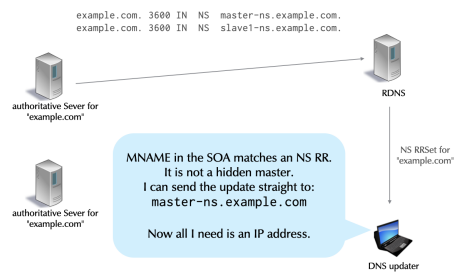 example.com. 3600 IN NS master-ns.example.com.
example.com. 3600 IN NS slave1-ns.example.com.
authoritative Sever for
"example.com"
RDNS
NS RRSet for
"example.com"
MNAME in the SOA matches an NS RR.
It is not a hidden master.
I can send the update straight to:
master-ns.example.com
Now all I need is an IP address.
authoritative Sever for
"example.com"
DNS updater